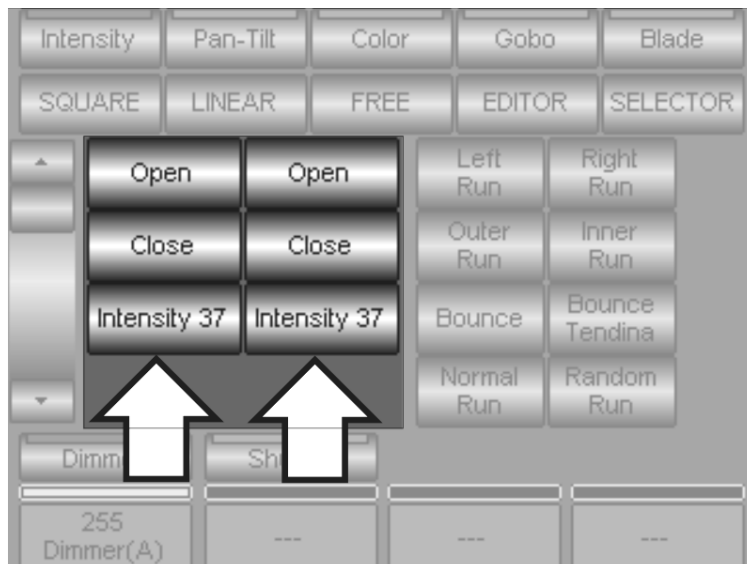 Intensity Pan-Tilt Color Gobo Blade
SQUARE LINEAR FREE EDITOR SELECTOR
Open Open Left Run Right Run
Close Close Outer Run Inner Run
Intensity 37 Intensity 37 Bounce Bounce Tendina
Normal Run Random Run
255 --- --- ---
Dimmer(A)